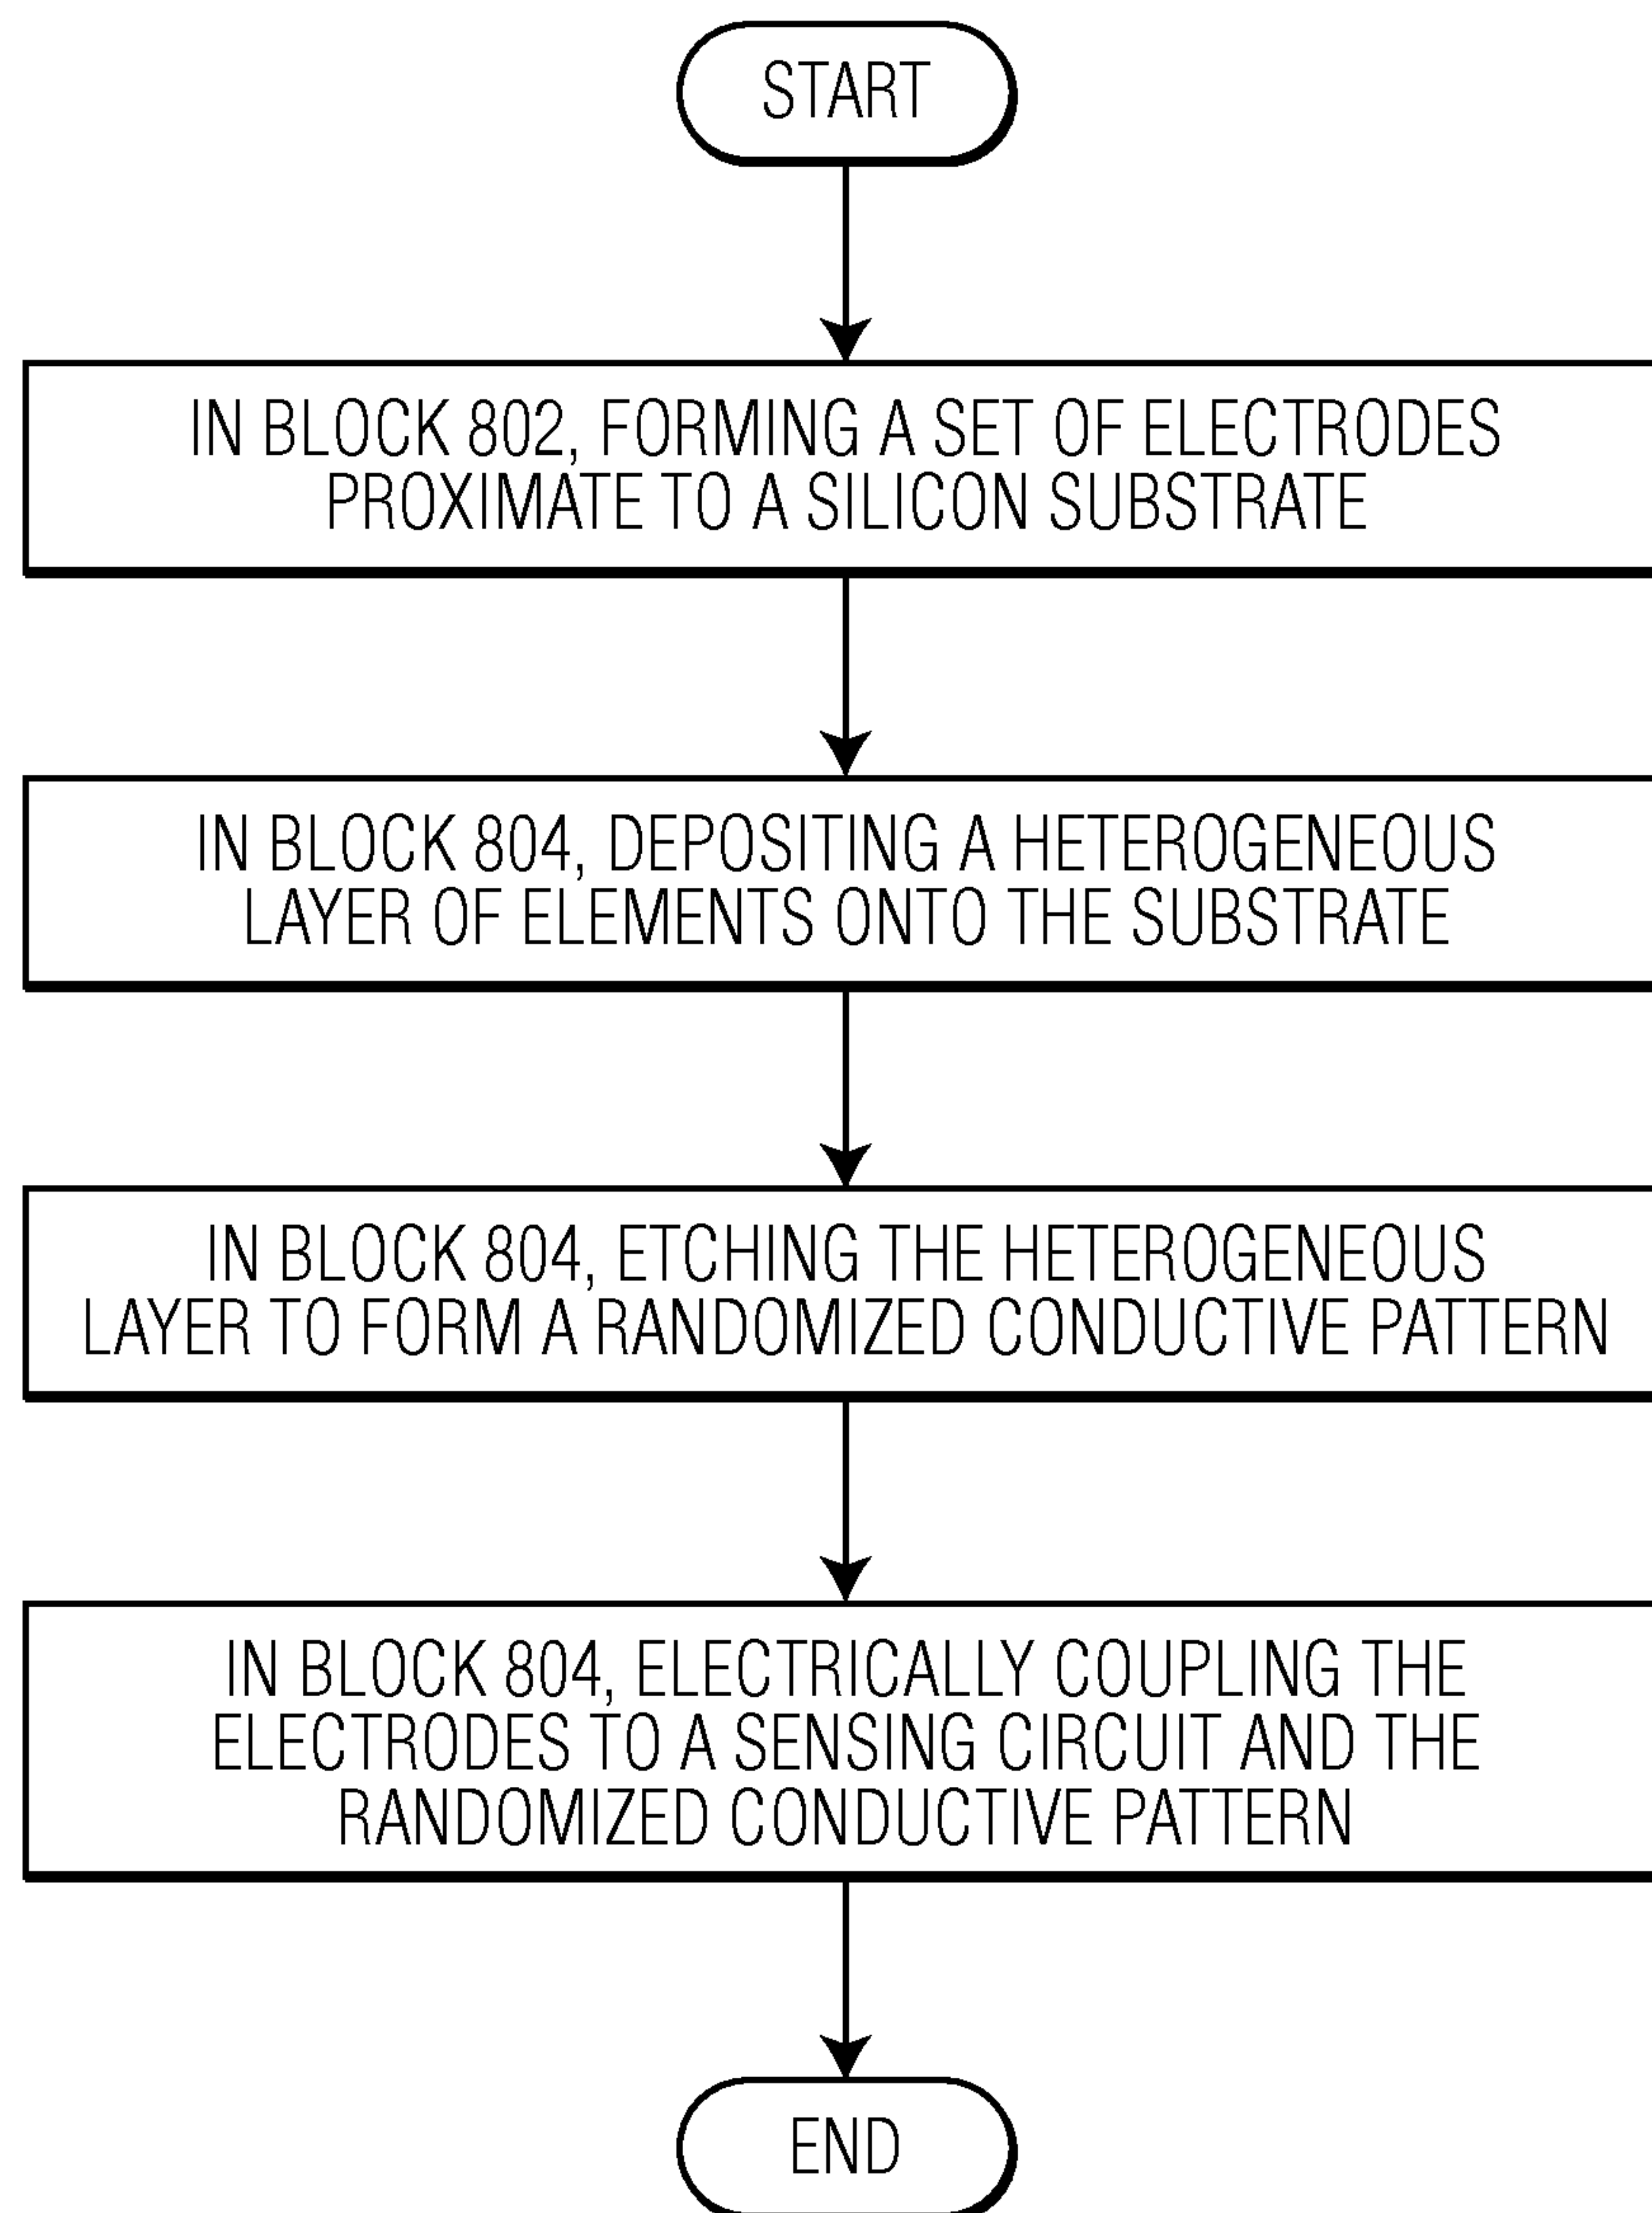 START
IN BLOCK 802, FORMING A SET OF ELECTRODES
PROXIMATE TO A SILICON SUBSTRATE
IN BLOCK 804, DEPOSITING A HETEROGENEOUS
LAYER OF ELEMENTS ONTO THE SUBSTRATE
IN BLOCK 804, ETCHING THE HETEROGENEOUS
LAYER TO FORM A RANDOMIZED CONDUCTIVE PATTERN
IN BLOCK 804, ELECTRICALLY COUPLING THE
ELECTRODES TO A SENSING CIRCUIT AND THE
RANDOMIZED CONDUCTIVE PATTERN
END